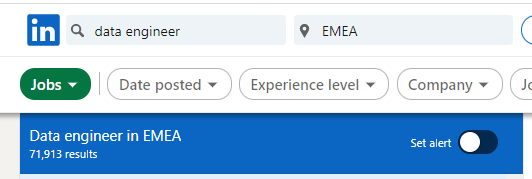 in data engineer EMEA
Jobs Date posted Experience level Company Jo
Data engineer in EMEA
71,913 results Set alert